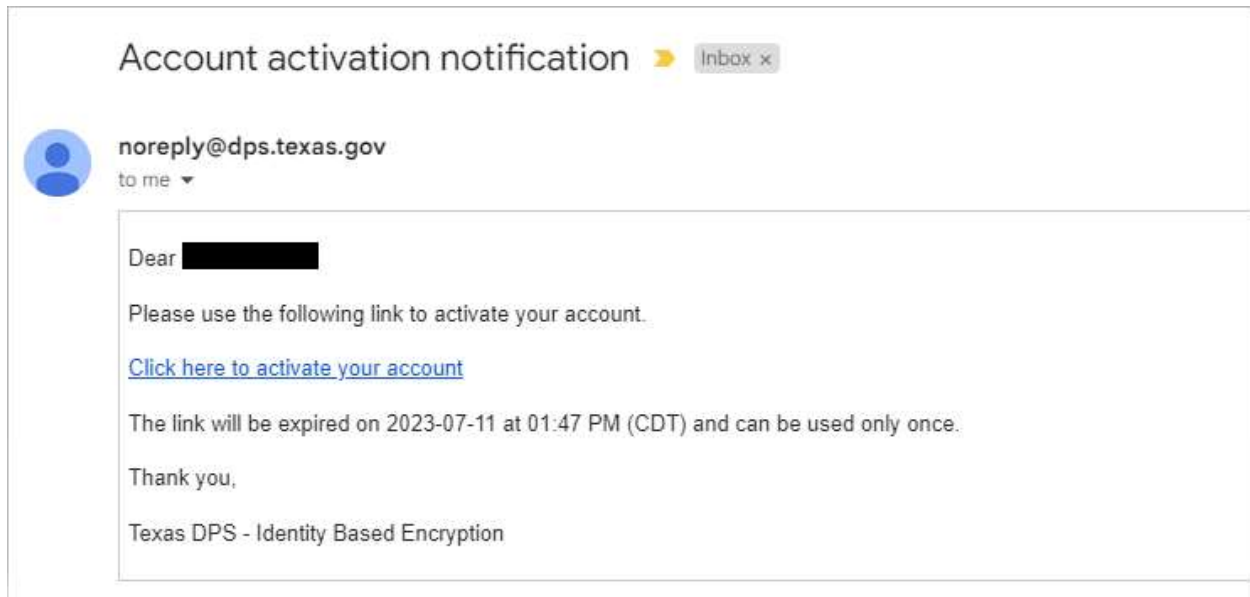 Account activation notification Inbox x
noreply@dps.texas.gov
to me
Dear
Please use the following link to activate your account.
Click here to activate your account
The link will be expired on 2023-07-11 at 01:47 PM (CDT) and can be used only once.
Thank you,
Texas DPS - Identity Based Encryption